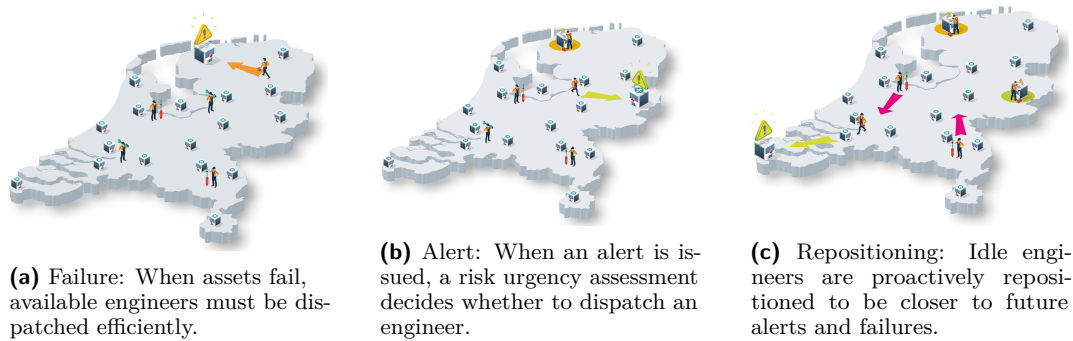 (a) Failure: When assets fail,
available engineers must be dis-
patched efficiently.
(b) Alert: When an alert is is-
sued, a risk urgency assessment
decides whether to dispatch an
engineer.
(c) Repositioning: Idle engi-
neers are proactively reposi-
tioned to be closer to future
alerts and failures.